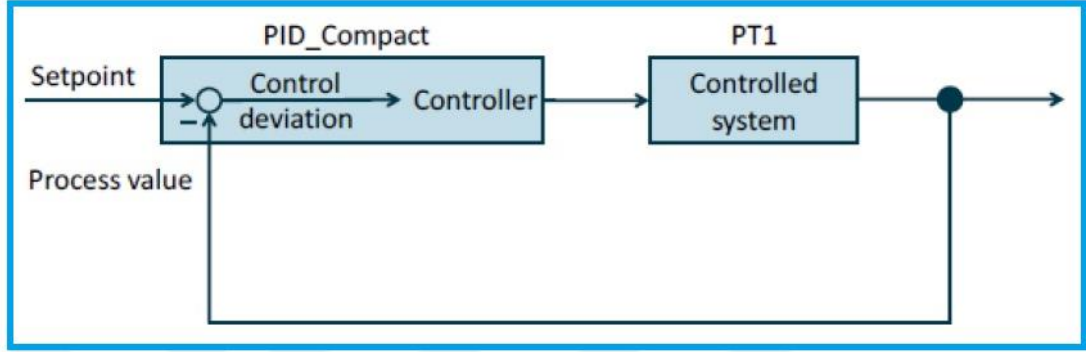 PID_Compact
PT1
Setpoint
Control
deviation
Controller
Controlled
system
–
Process value